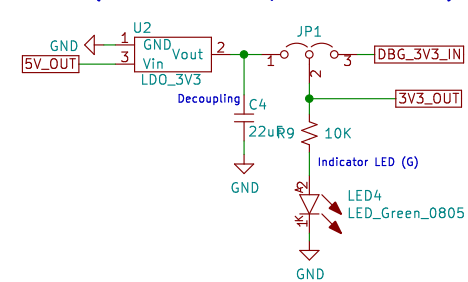 U2
JP1
GND
1
GND
Vout
2
1
3
DBG_3V3_IN
5V_OUT
3
Vin
LDO_3V3
2
Decoupling
C4
3V3_OUT
22uF
R9
10K
Indicator LED (G)
GND
A
2
LED4
LED_Green_0805
1
K
GND